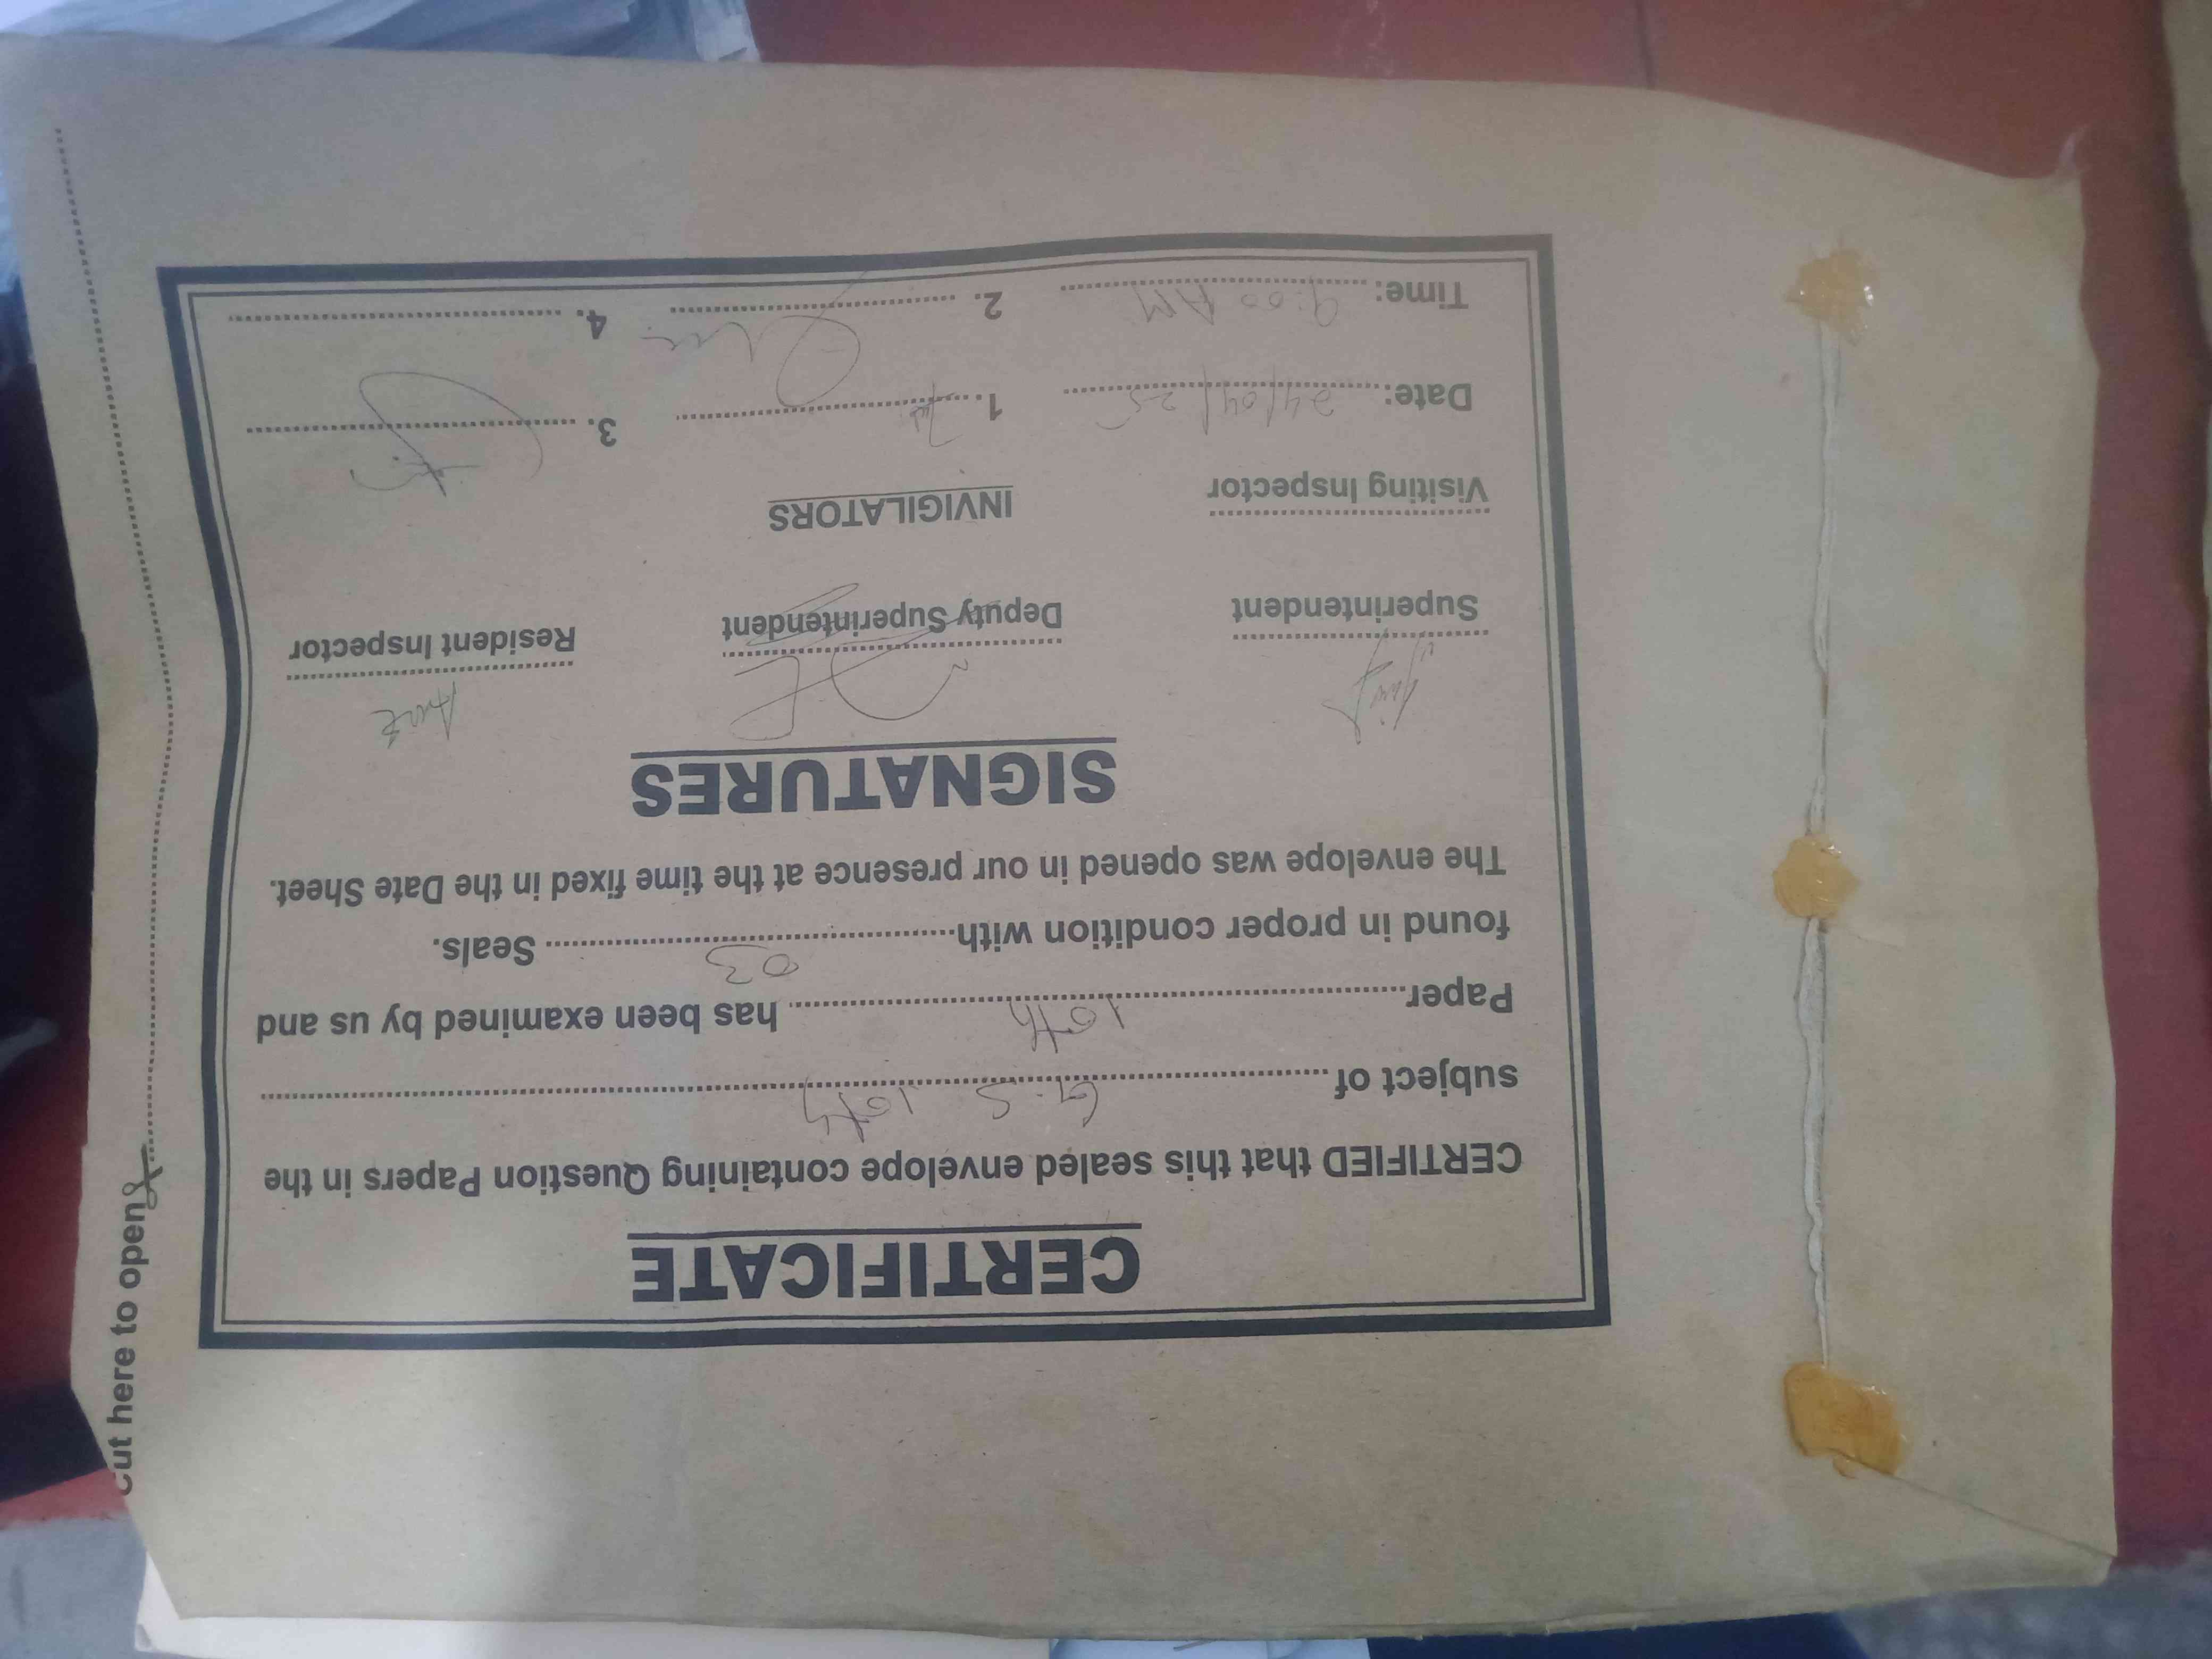 CERTIFICATE
CERTIFIED that this sealed envelope containing Question Papers in the
subject of G.S 10th
Paper 10th has been examined by us and
found in proper condition with 03 Seals.
The envelope was opened in our presence at the time fixed in the Date Sheet.
SIGNATURES
Superintendent Deputy Superintendent Resident Inspector
Visiting Inspector INVIGILATORS
Date: 24/04/25 1. 3.
Time: 9:00 AM 2. 4.
Cut here to open